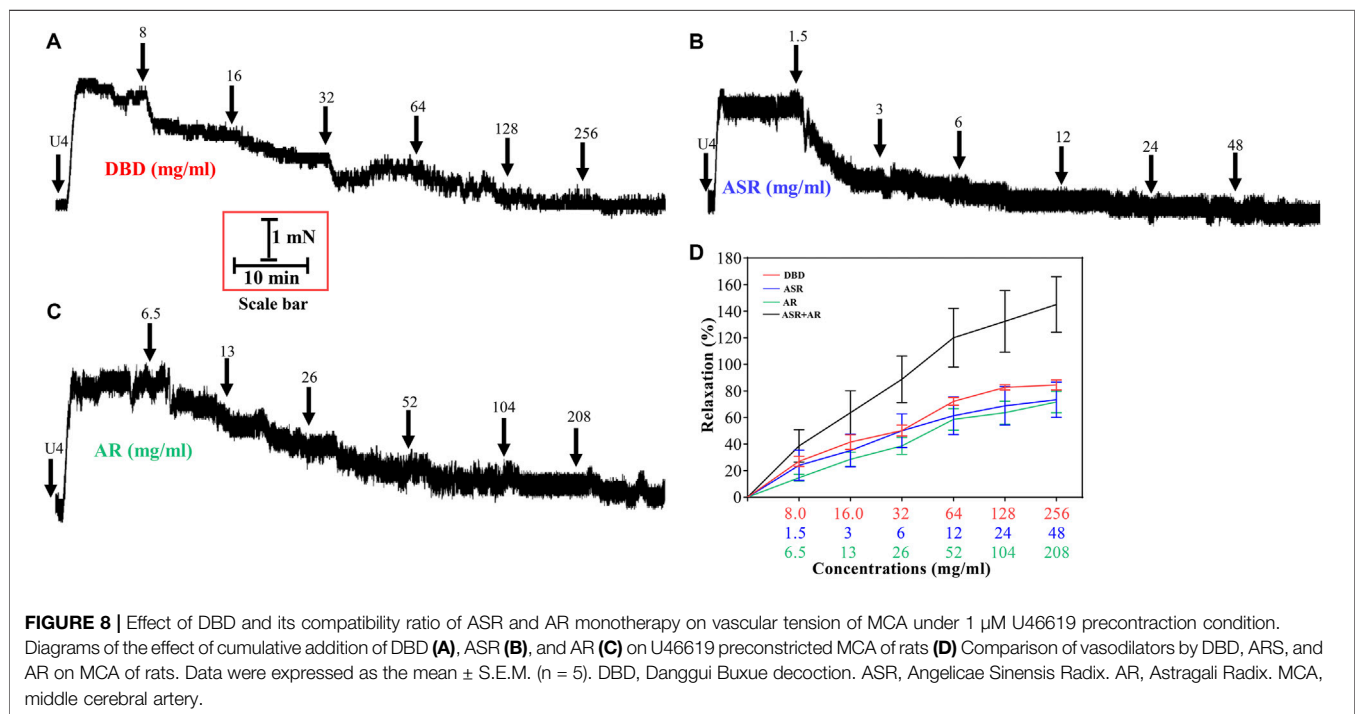 A
8
16
32
64
128
256
U4
DBD (mg/ml)
1 mN
10 min
Scale bar
B
1.5
3
6
12
24
48
U4
ASR (mg/ml)
C
6.5
13
26
52
104
208
U4
AR (mg/ml)
D
180
160
140
120
100
80
60
40
20
0
Relaxation (%)
DBD
ASR
AR
ASR+AR
8.0 16.0 32 64 128 256
1.5 3 6 12 24 48
6.5 13 26 52 104 208
Concentrations (mg/ml)
FIGURE 8 | Effect of DBD and its compatibility ratio of ASR and AR monotherapy on vascular tension of MCA under 1 µM U46619 precontraction condition.
Diagrams of the effect of cumulative addition of DBD (A), ASR (B), and AR (C) on U46619 preconstricted MCA of rats (D) Comparison of vasodilators by DBD, ARS, and
AR on MCA of rats. Data were expressed as the mean ± S.E.M. (n = 5). DBD, Danggui Buxue decoction. ASR, Angelicae Sinensis Radix. AR, Astragali Radix. MCA,
middle cerebral artery.